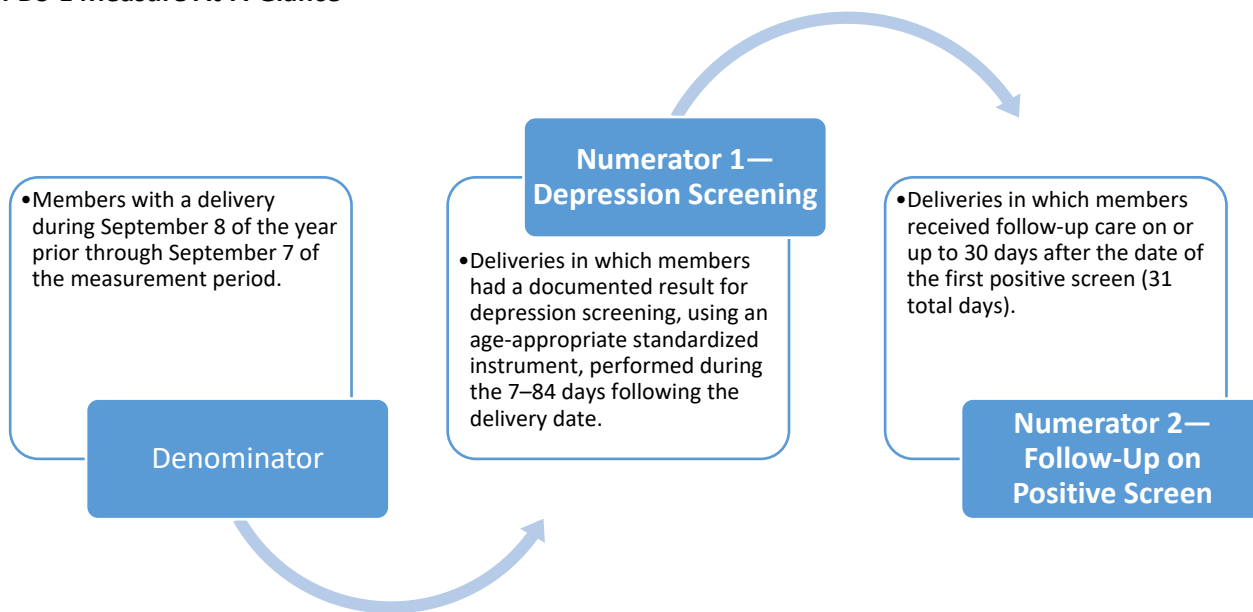 •Members with a delivery
during September 8 of the year
prior through September 7 of
the measurement period.
Denominator
Numerator 1—
Depression Screening
•Deliveries in which members
had a documented result for
depression screening, using an
age-appropriate standardized
instrument, performed during
the 7–84 days following the
delivery date.
•Deliveries in which members
received follow-up care on or
up to 30 days after the date of
the first positive screen (31
total days).
Numerator 2—
Follow-Up on
Positive Screen